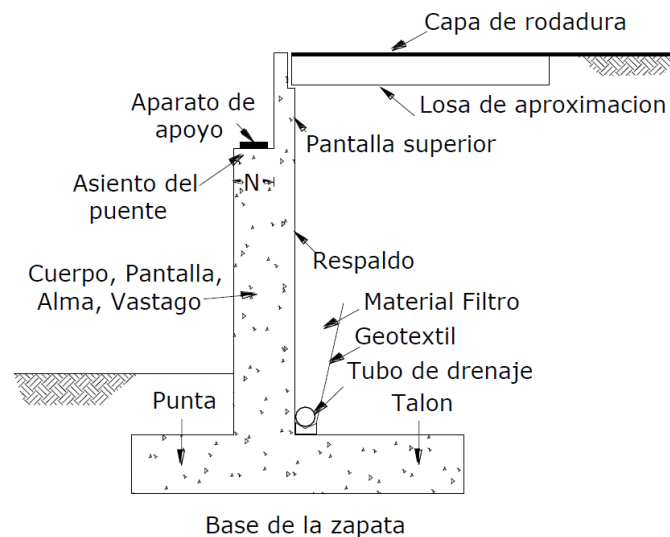 Capa de rodadura
Aparato de
apoyo
Losa de aproximacion
Pantalla superior
Asiento del
puente
N
Respaldo
Cuerpo, Pantalla,
Alma, Vastago
Material Filtro
Geotextil
Tubo de drenaje
Punta
Talon
Base de la zapata